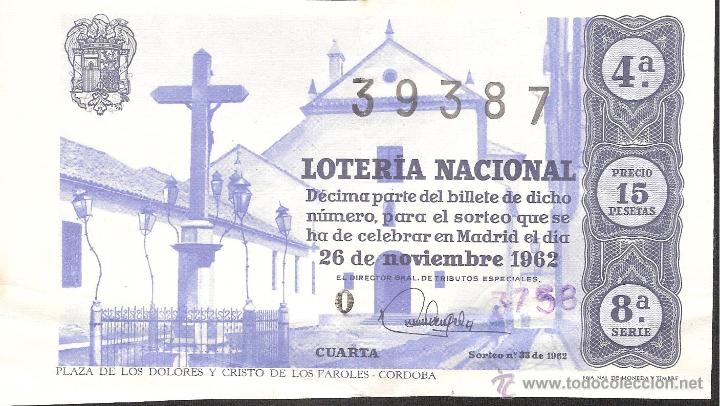 39387
4ª
LOTERÍA NACIONAL
Décima parte del billete de dicho
número, para el sorteo que se
ha de celebrar en Madrid el día
26 de noviembre 1962
PRECIO
15
PESETAS
EL DIRECTOR GRAL. DE TRIBUTOS ESPECIALES,
0
8ª
SERIE
CUARTA
Sorteo nº 33 de 1962
PLAZA DE LOS DOLORES Y CRISTO DE LOS FAROLES - CORDOBA
www.todocoleccion.net